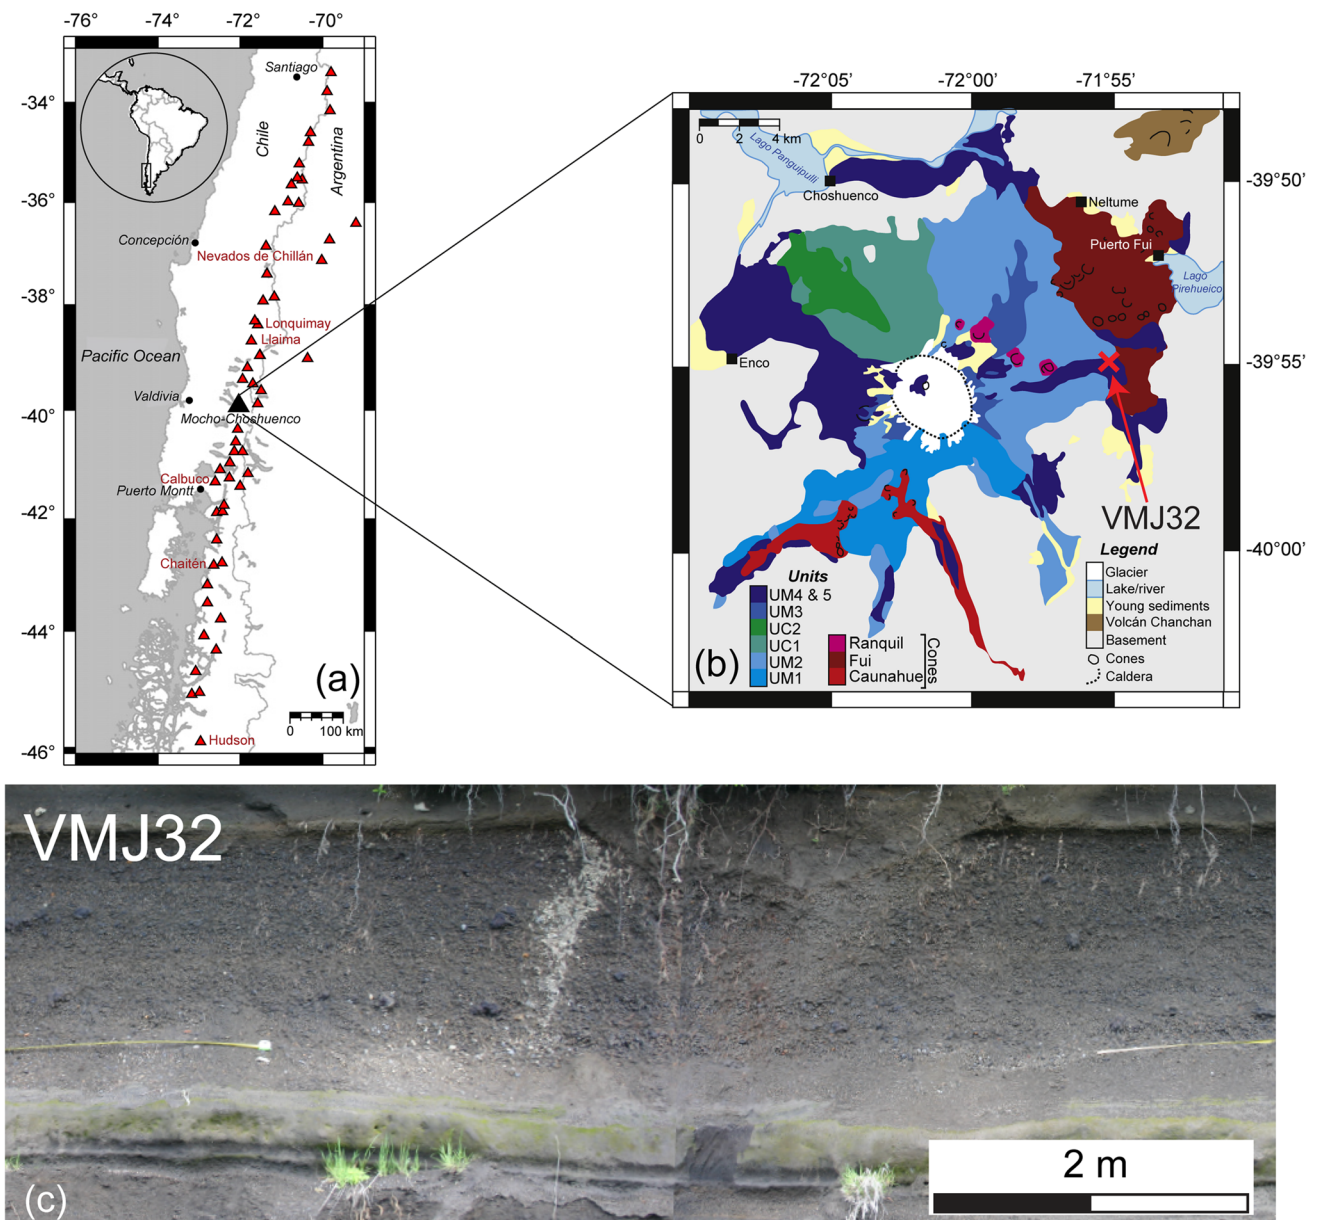 -76°
-74°
-72°
-70°
-34°
-36°
-38°
-40°
-42°
-44°
-46°
Santiago
Chile
Argentina
Concepción
Nevados de Chillán
Lonquimay
Llaima
Pacific Ocean
Valdivia
Mocho-Choshuenco
Calbuco
Puerto Montt
Chaitén
Hudson
(a)
0 100 km
-72°05'
-72°00'
-71°55'
-39°50'
-39°55'
-40°00'
0 2 4 km
Lago Panguipulli
Choshuenco
Neltume
Puerto Fui
Lago
Pirehueico
Enco
VMJ32
Legend
Glacier
Lake/river
Young sediments
Volcán Chanchan
Basement
Cones
Caldera
Units
UM4 & 5
UM3
UC2
UC1
UM2
UM1
Ranquil
Fui
Caunahue
Cones
(b)
VMJ32
2 m
(c)